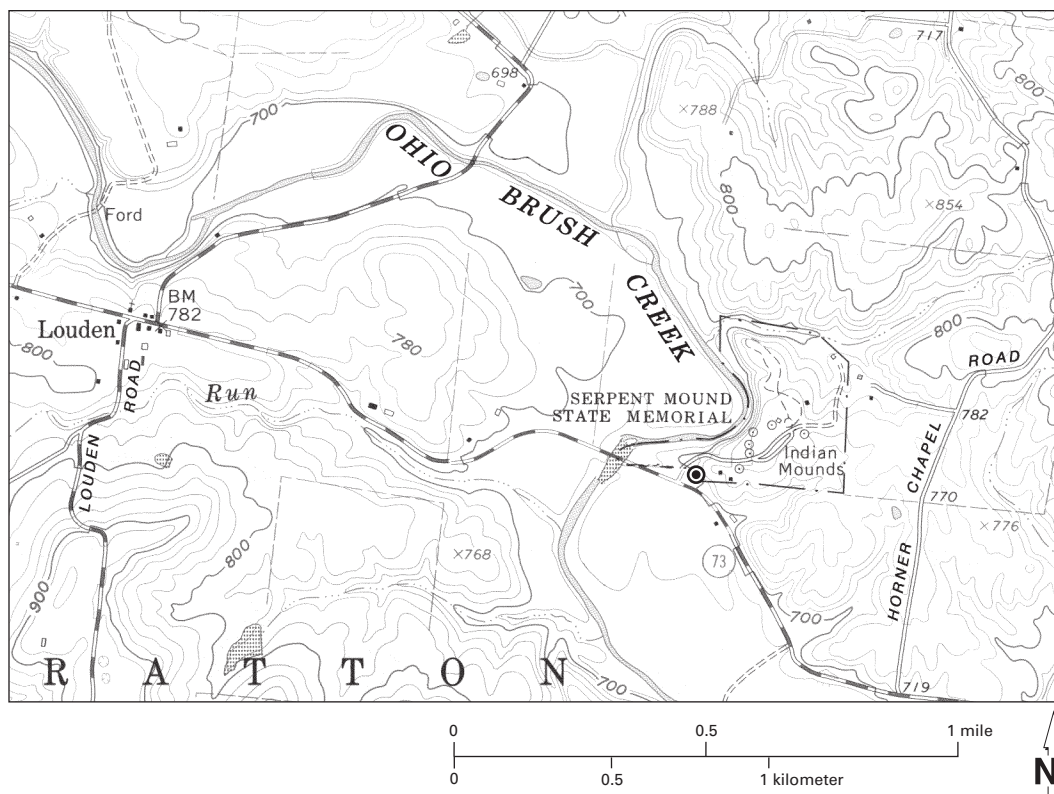 717
800
698
700
×788
OHIO
BRUSH
CREEK
800
×854
Ford
BM
782
700
Louden
800
780
800
ROAD
Run
ROAD
SERPENT MOUND
STATE MEMORIAL
782
Indian
Mounds
LOUDEN
CHAPEL
770
×776
800
×768
73
HORNER
900
700
R A T T O N
700
719
0 0.5 1 mile
0 0.5 1 kilometer
N